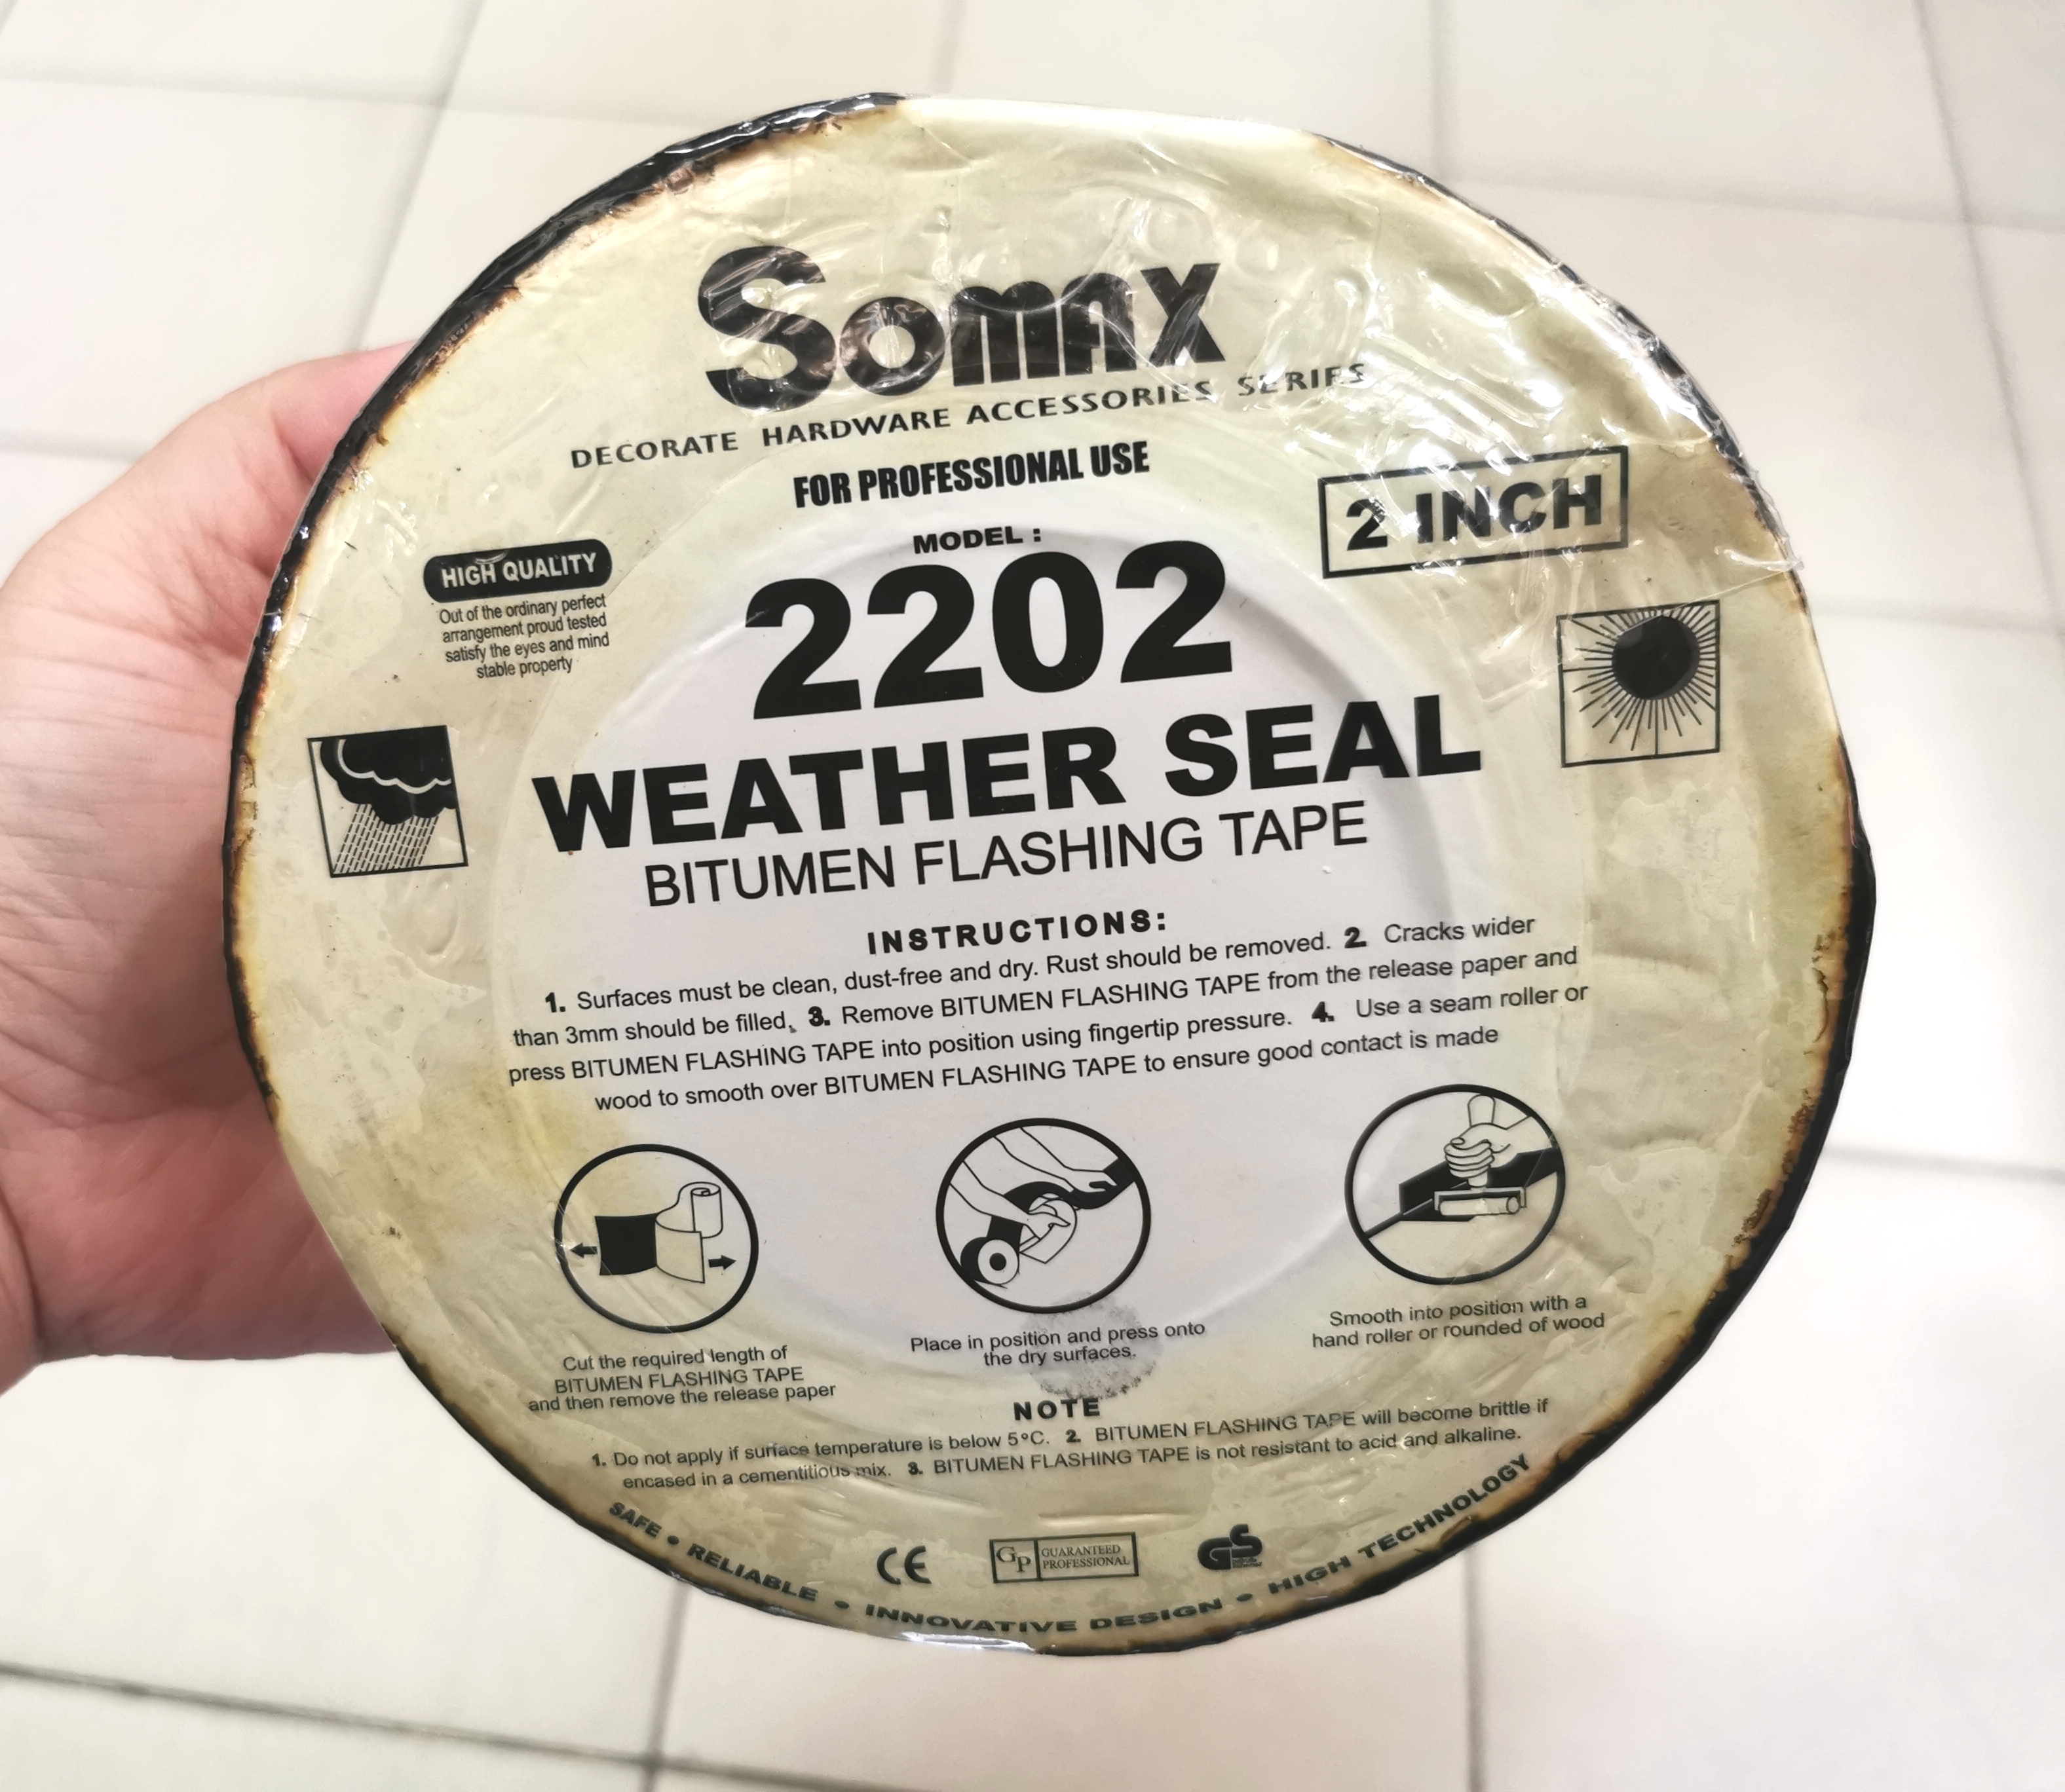 SOMAX
DECORATE HARDWARE ACCESSORIES SERIES
FOR PROFESSIONAL USE
2 INCH
MODEL :
2202
HIGH QUALITY
Out of the ordinary perfect
arrangement proud tested
satisfy the eyes and mind
stable property
WEATHER SEAL
BITUMEN FLASHING TAPE
INSTRUCTIONS:
1. Surfaces must be clean, dust-free and dry. Rust should be removed. 2. Cracks wider
than 3mm should be filled. 3. Remove BITUMEN FLASHING TAPE from the release paper and
press BITUMEN FLASHING TAPE into position using fingertip pressure. 4. Use a seam roller or
wood to smooth over BITUMEN FLASHING TAPE to ensure good contact is made
Cut the required length of
BITUMEN FLASHING TAPE
and then remove the release paper
Place in position and press onto
the dry surfaces.
Smooth into position with a
hand roller or rounded of wood
NOTE
1. Do not apply if surface temperature is below 5°C. 2. BITUMEN FLASHING TAPE will become brittle if
encased in a cementitious mix. 3. BITUMEN FLASHING TAPE is not resistant to acid and alkaline.
CE
GP GUARANTEED
PROFESSIONAL
GS
SAFE • RELIABLE • INNOVATIVE DESIGN • HIGH TECHNOLOGY